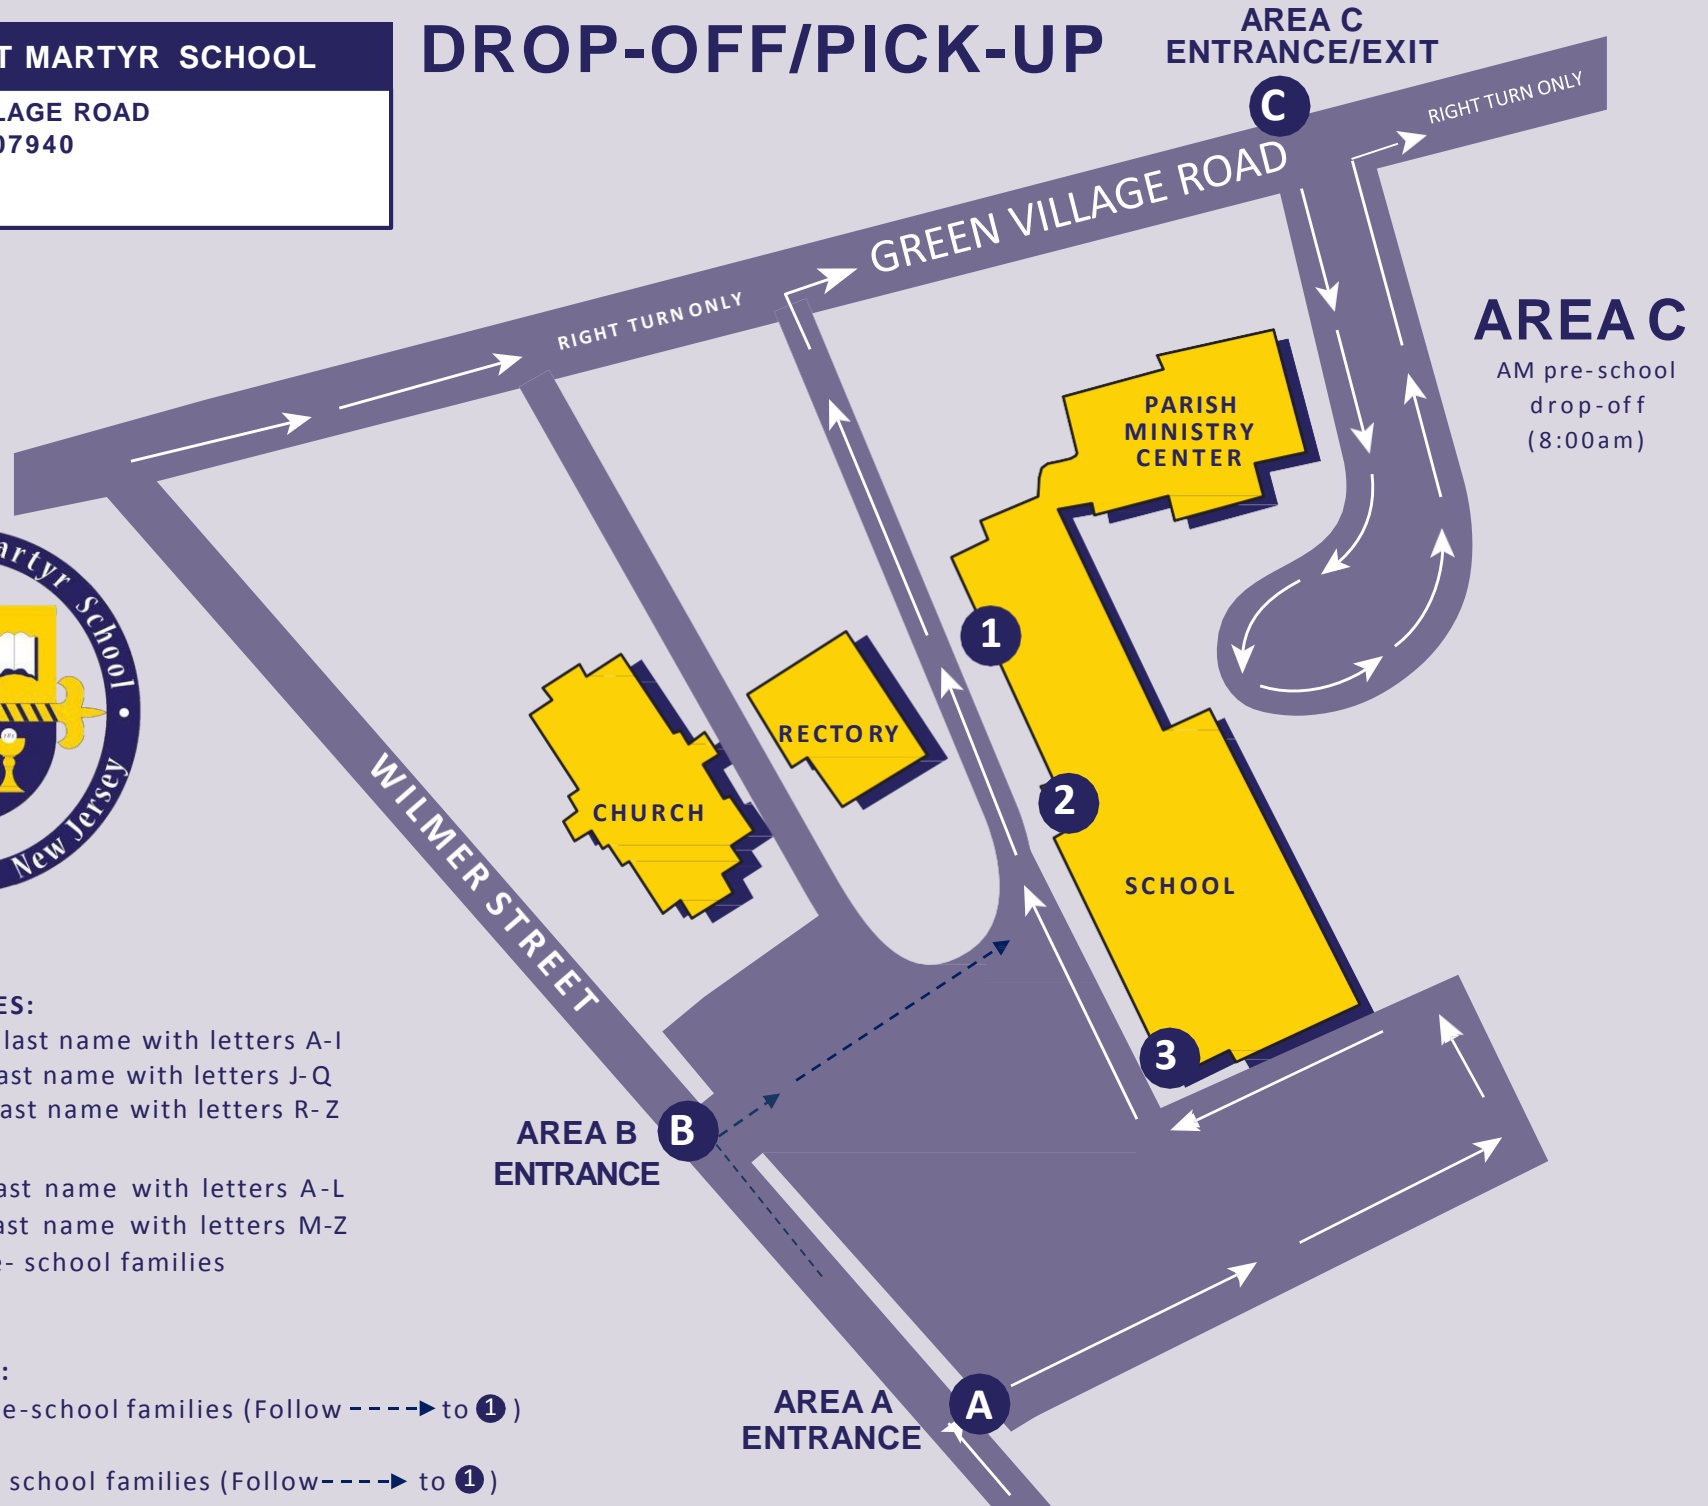 T MARTYR SCHOOL
LAGE ROAD
07940
DROP-OFF/PICK-UP
AREA C
ENTRANCE/EXIT
C
RIGHT TURN ONLY
GREEN VILLAGE ROAD
RIGHT TURN ONLY
AREA C
AM pre-school
drop-off
(8:00am)
PARISH
MINISTRY
CENTER
artyr School •
New Jersey
1
RECTORY
CHURCH
2
SCHOOL
WILMER STREET
3
ES:
last name with letters A-I
ast name with letters J-Q
ast name with letters R-Z
ast name with letters A-L
ast name with letters M-Z
e- school families
AREA B
ENTRANCE
B
AREA A
ENTRANCE
A
:
e-school families (Follow ----► to 1 )
school families (Follow ----► to 1 )